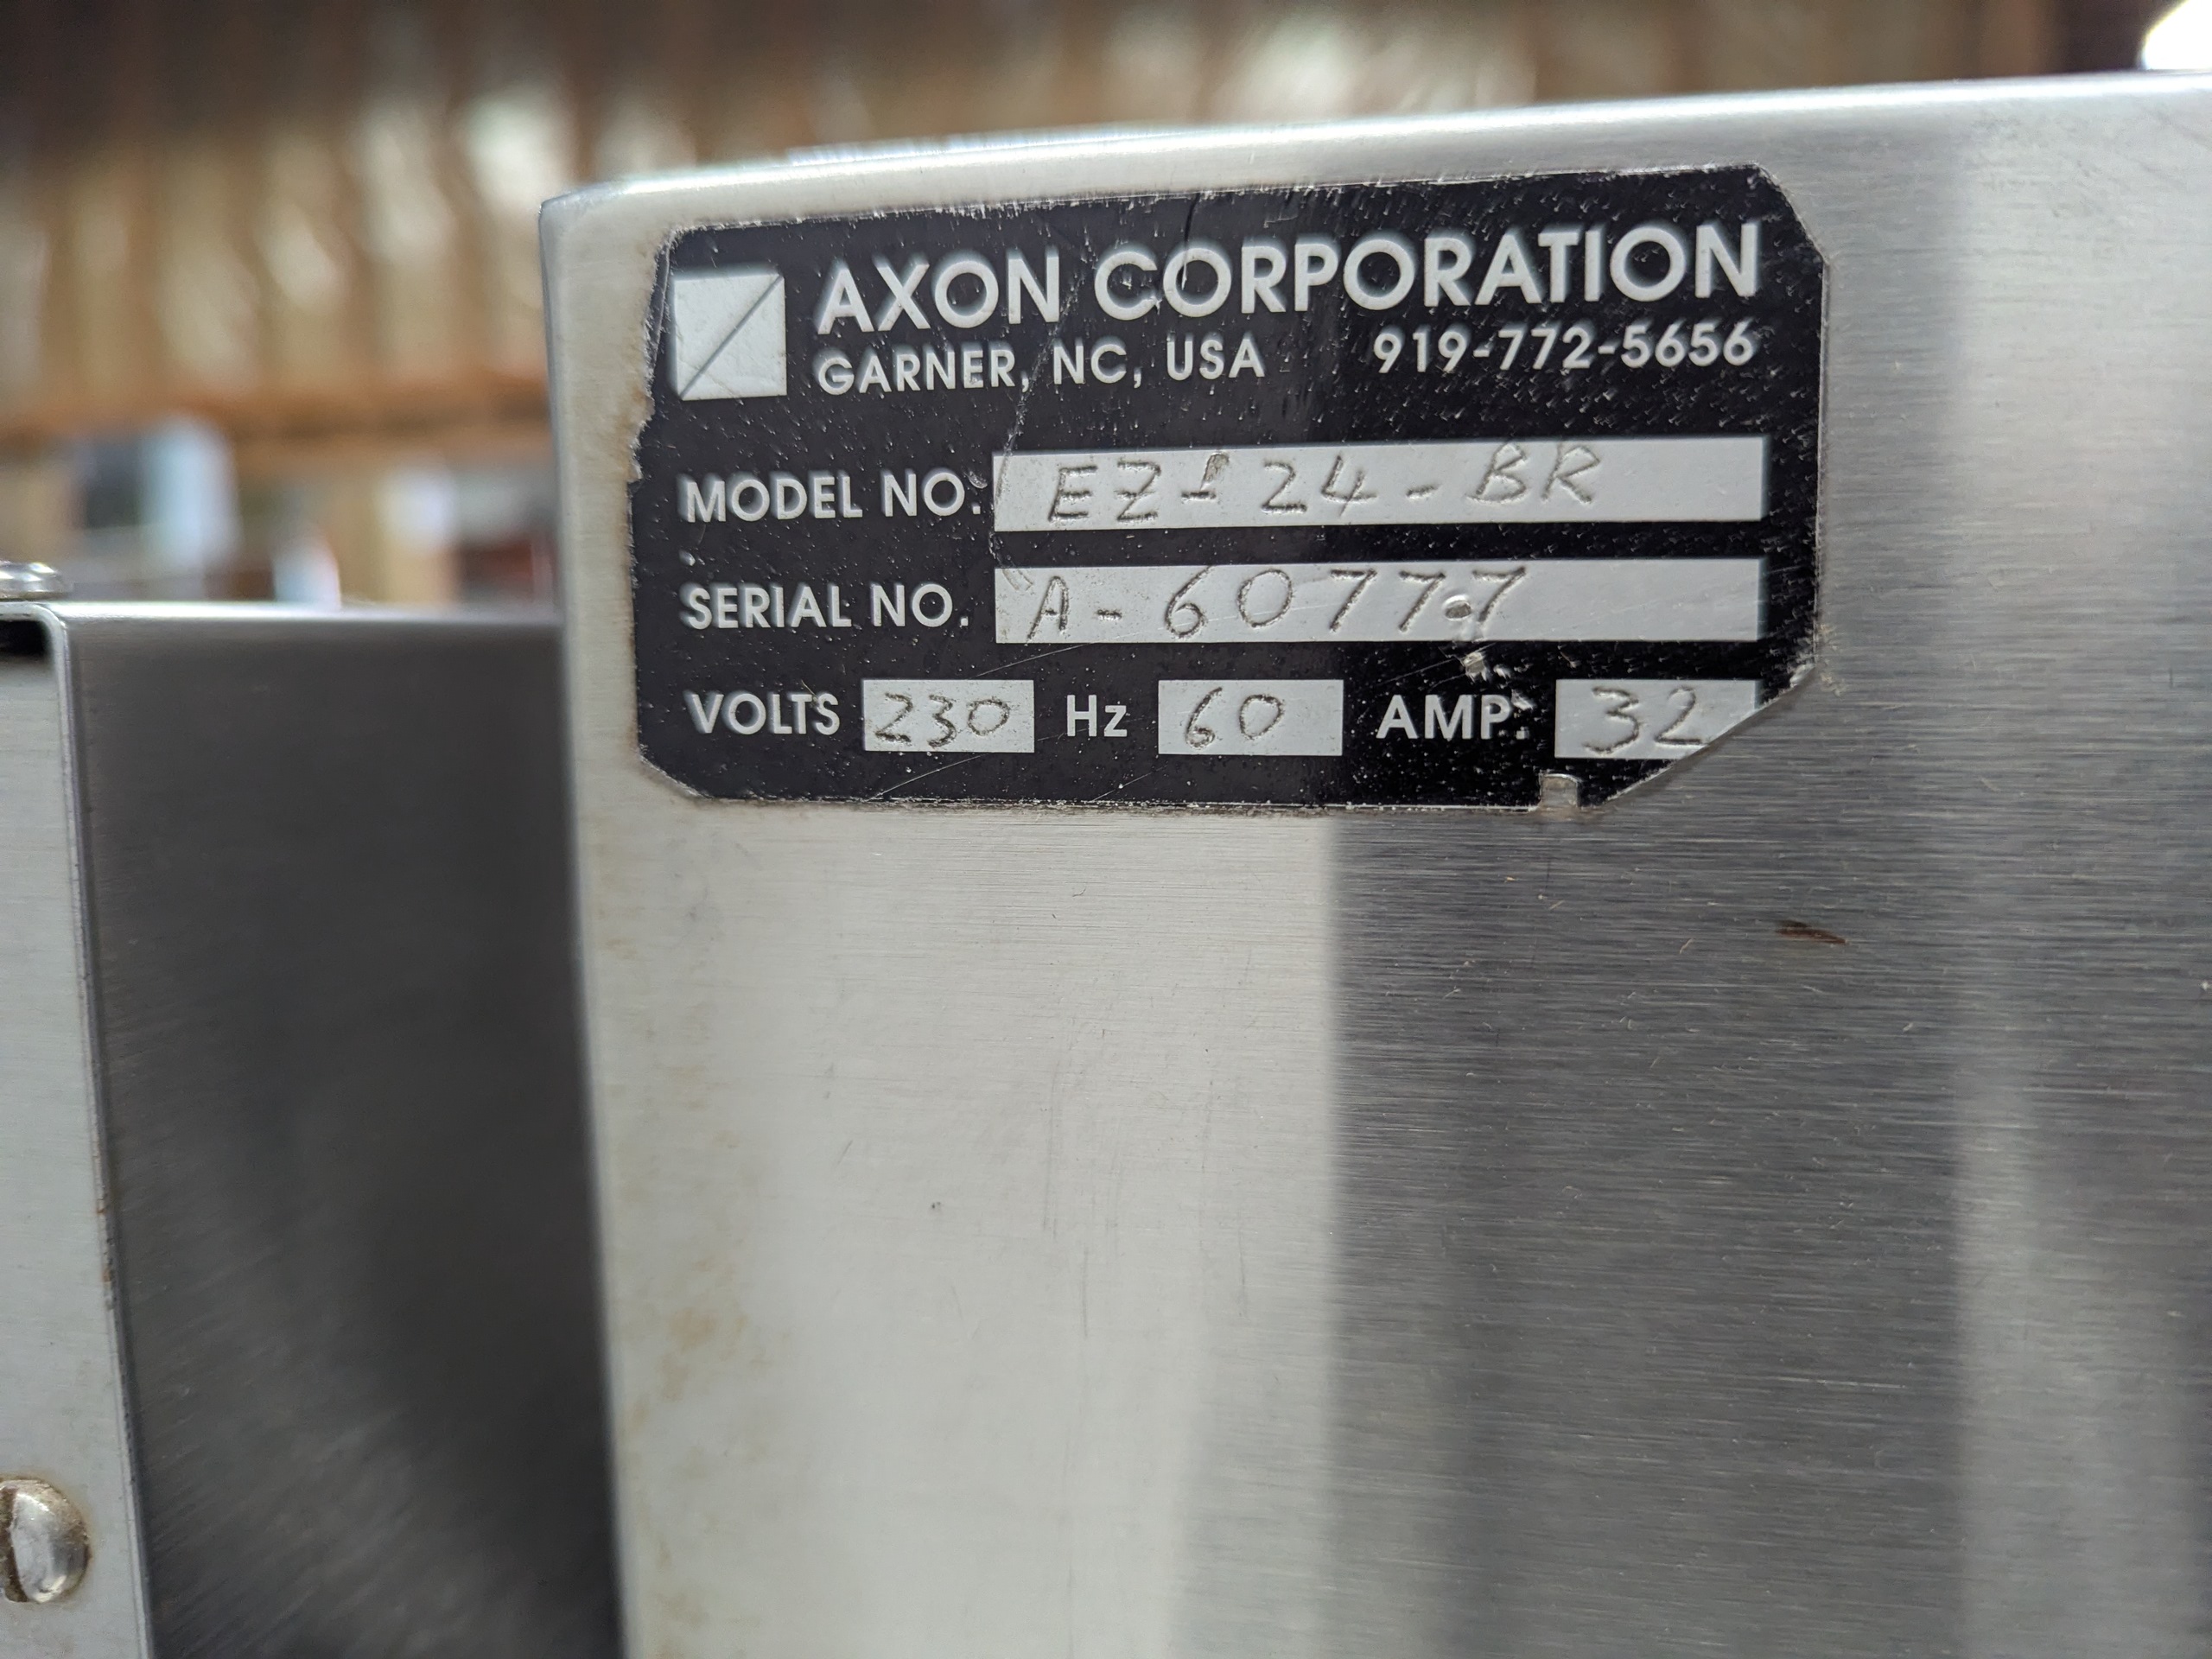 AXON CORPORATION
GARNER, NC, USA 919-772-5656
MODEL NO. EZ-24-BR
SERIAL NO. A-60777
VOLTS 230 Hz 60 AMP. 32